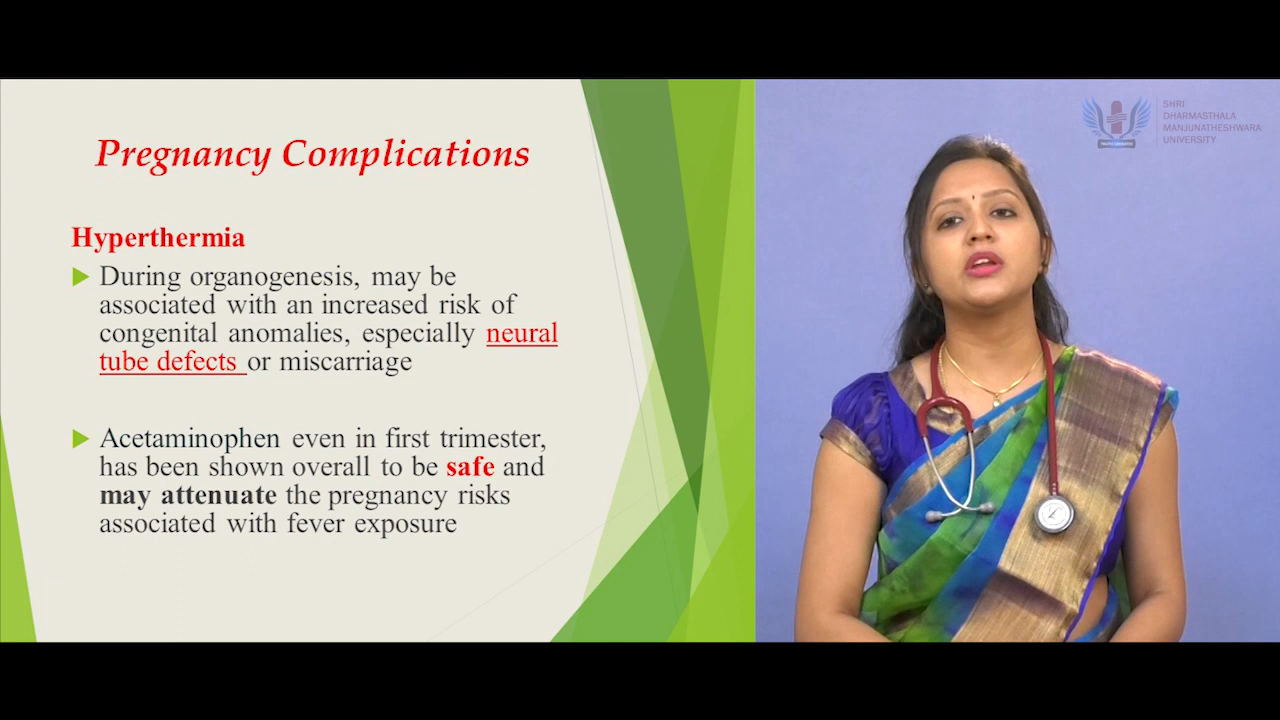 Pregnancy Complications
Hyperthermia
During organogenesis, may be
associated with an increased risk of
congenital anomalies, especially neural
tube defects or miscarriage
Acetaminophen even in first trimester,
has been shown overall to be safe and
may attenuate the pregnancy risks
associated with fever exposure
SHRI
DHARMASTHALA
MANJUNATHESHWARA
UNIVERSITY